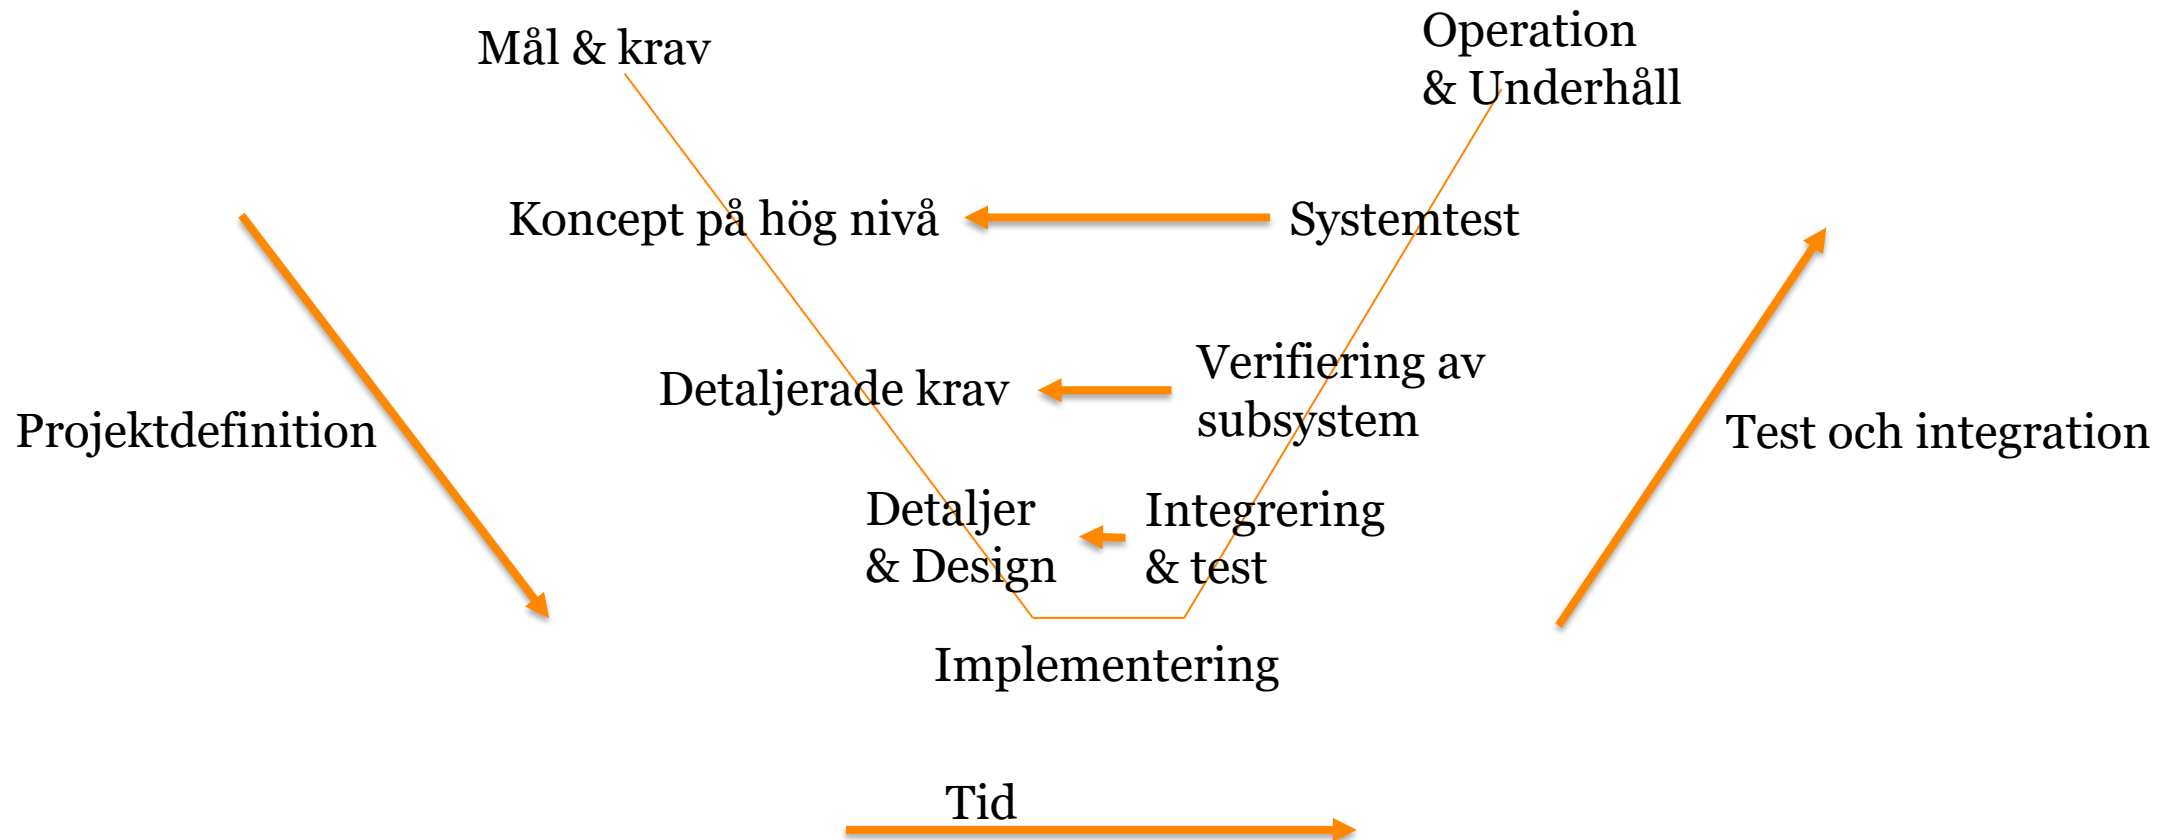 Mål & krav
Operation
& Underhåll
Koncept på hög nivå
Systemtest
Detaljerade krav
Verifiering av
subsystem
Projektdefinition
Test och integration
Detaljer
& Design
Integrering
& test
Implementering
Tid